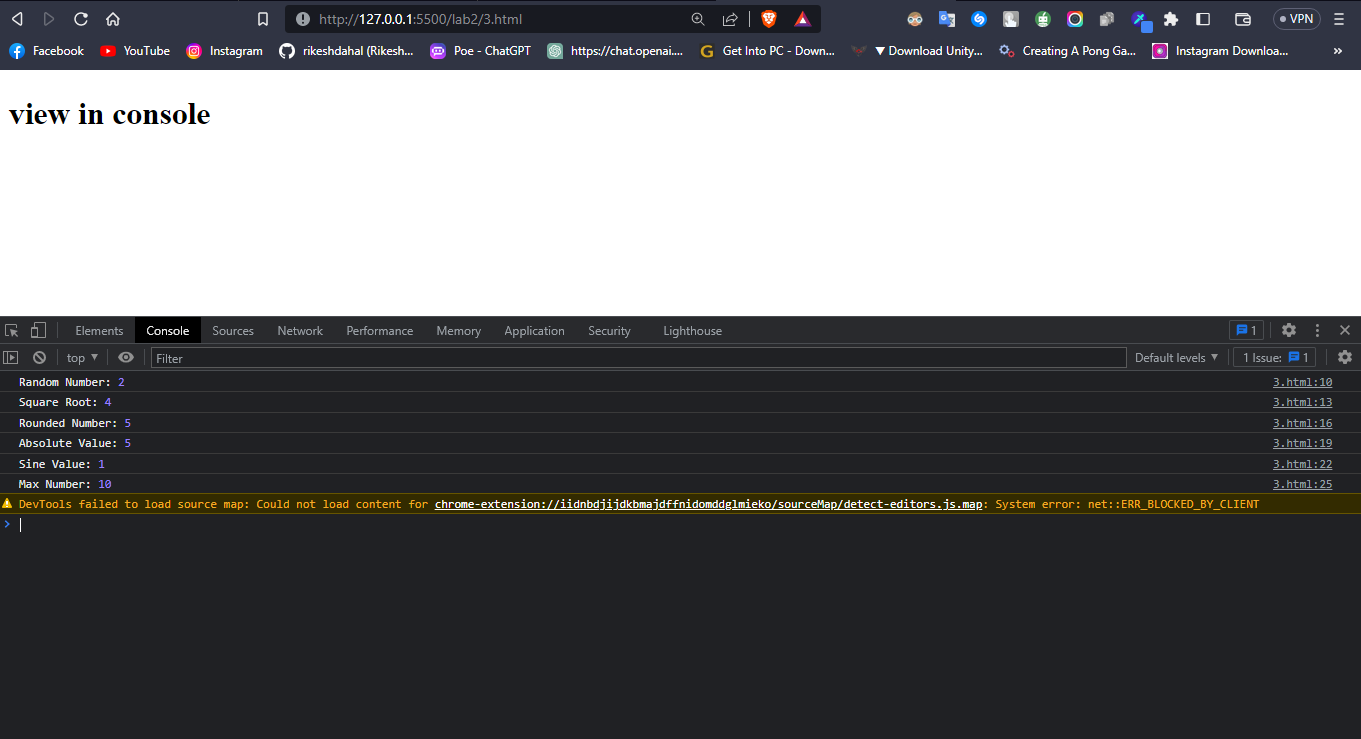 http://127.0.0.1:5500/lab2/3.html
VPN
Facebook YouTube Instagram rikeshdahal (Rikesh... Poe - ChatGPT https://chat.openai.... Get Into PC - Down... ▼ Download Unity... Creating A Pong Ga... Instagram Downloa... »
view in console
Elements Console Sources Network Performance Memory Application Security Lighthouse 1
top ▼ Filter Default levels ▼ 1 Issue: 1
Random Number: 2 3.html:10
Square Root: 4 3.html:13
Rounded Number: 5 3.html:16
Absolute Value: 5 3.html:19
Sine Value: 1 3.html:22
Max Number: 10 3.html:25
DevTools failed to load source map: Could not load content for chrome-extension://iidnbdjijdkbmajdffnidomddglmieko/sourceMap/detect-editors.js.map: System error: net::ERR_BLOCKED_BY_CLIENT